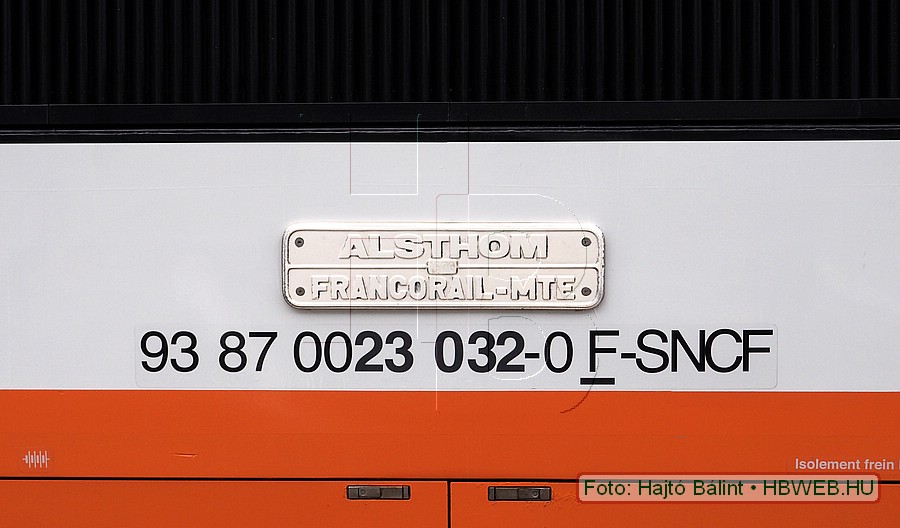 ALSTHOM
FRANCORAIL-MTE
93 87 0023 032-0 F-SNCF
Isolement frein
Foto: Hajtó Bálint • HBWEB.HU